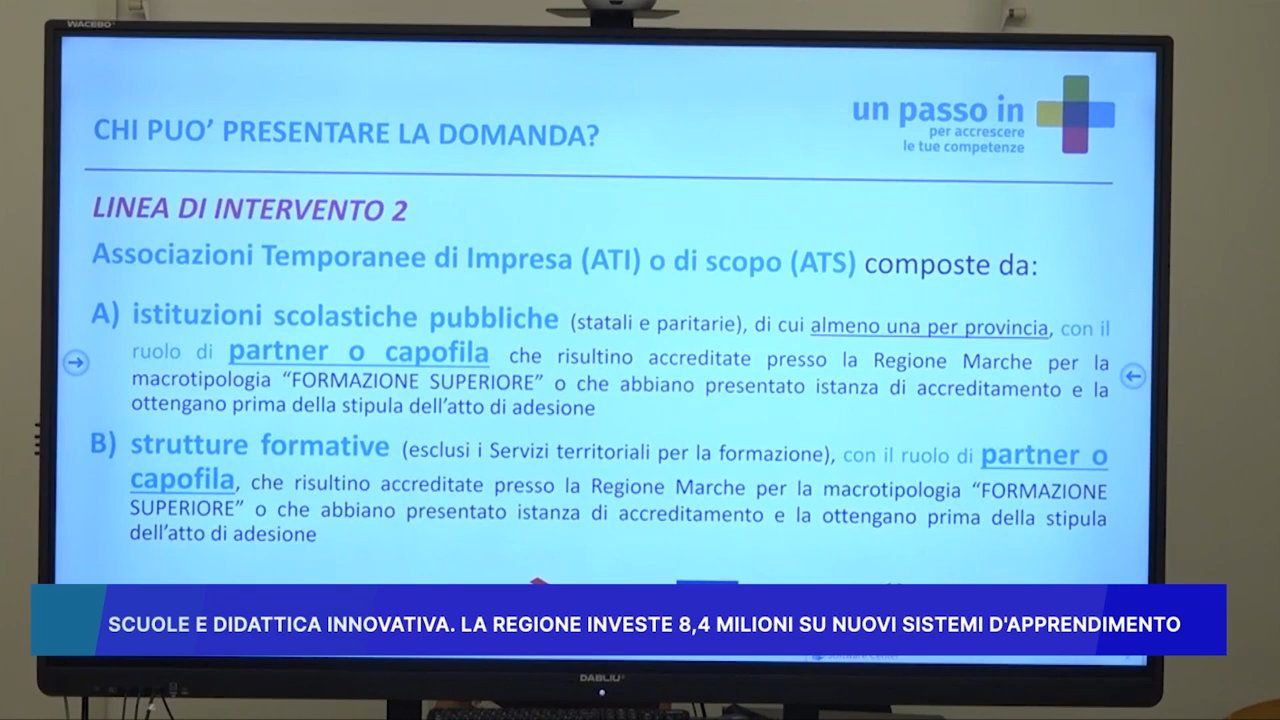 WACEBO
un passo in
per accrescere
le tue competenze
CHI PUO' PRESENTARE LA DOMANDA?
LINEA DI INTERVENTO 2
Associazioni Temporanee di Impresa (ATI) o di scopo (ATS) composte da:
A) istituzioni scolastiche pubbliche (statali e paritarie), di cui almeno una per provincia, con il
ruolo di partner o capofila che risultino accreditate presso la Regione Marche per la
macrotipologia “FORMAZIONE SUPERIORE” o che abbiano presentato istanza di accreditamento e la
ottengano prima della stipula dell’atto di adesione
B) strutture formative (esclusi i Servizi territoriali per la formazione), con il ruolo di partner o
capofila, che risultino accreditate presso la Regione Marche per la macrotipologia “FORMAZIONE
SUPERIORE” o che abbiano presentato istanza di accreditamento e la ottengano prima della stipula
dell’atto di adesione
SCUOLE E DIDATTICA INNOVATIVA. LA REGIONE INVESTE 8,4 MILIONI SU NUOVI SISTEMI D'APPRENDIMENTO
DABLIU